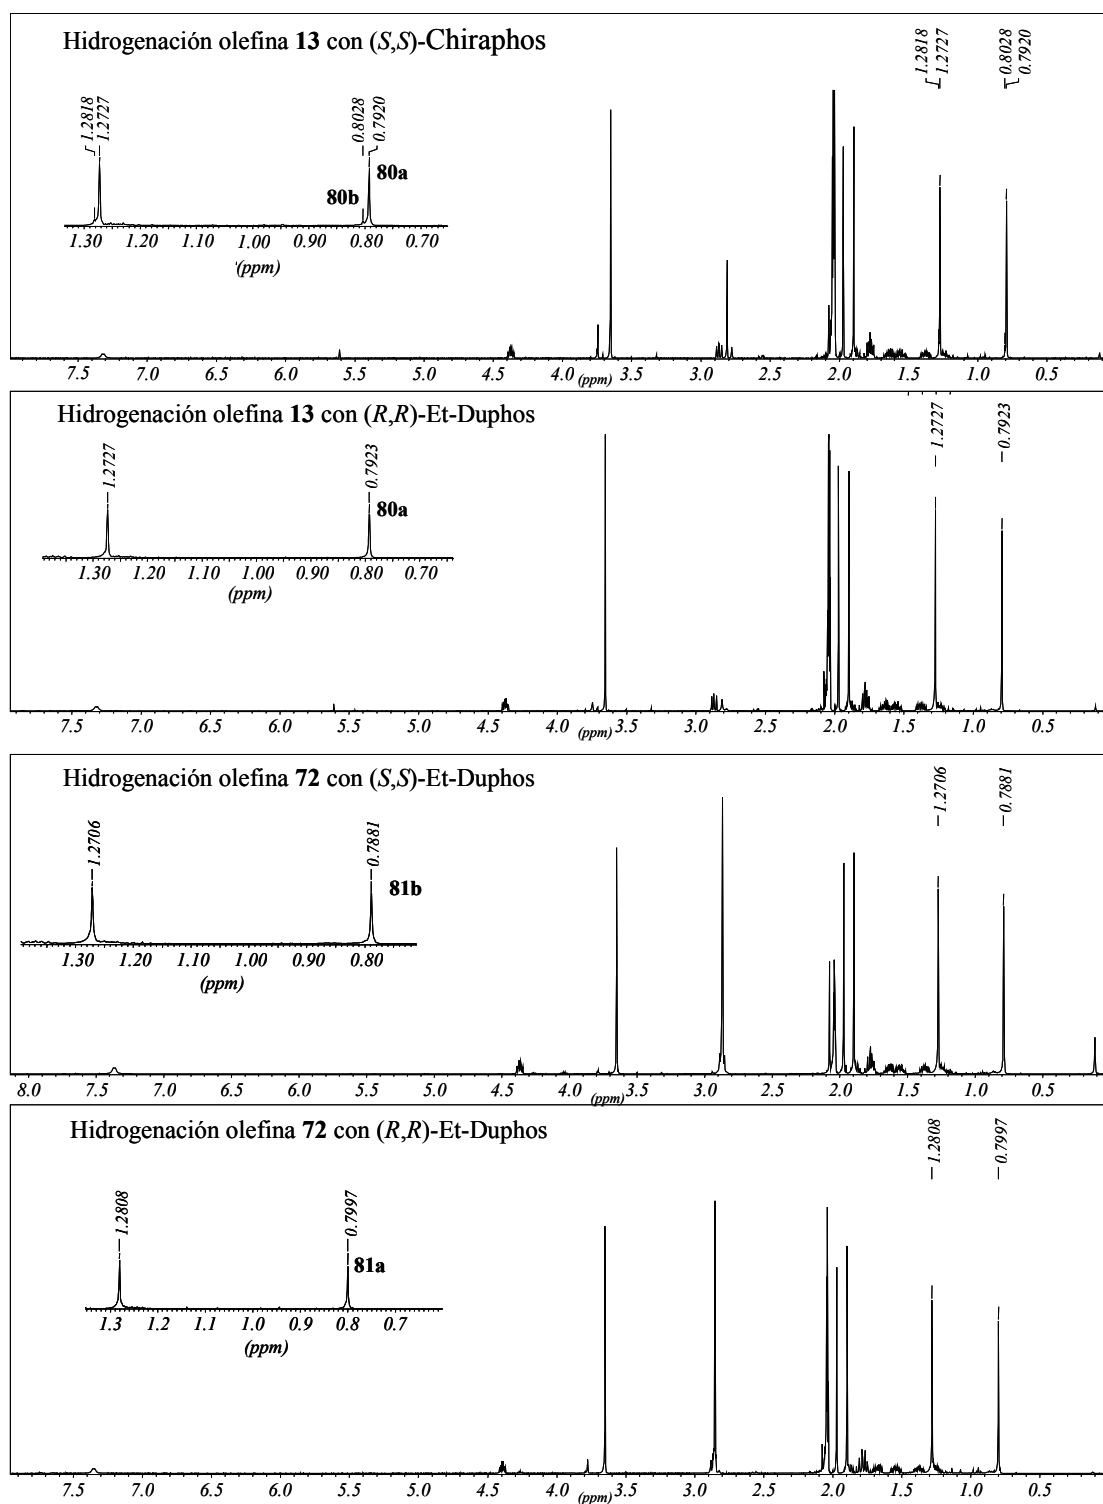 Hidrogenación olefina 13 con (S,S)-Chiraphos
1.2818
1.2727
0.8028
0.7920
1.2818
1.2727
0.8028
0.7920
80b
80a
1.30 1.20 1.10 1.00 0.90 0.80 0.70
(ppm)
7.5 7.0 6.5 6.0 5.5 5.0 4.5 4.0 (ppm) 3.5 3.0 2.5 2.0 1.5 1.0 0.5
Hidrogenación olefina 13 con (R,R)-Et-Duphos
1.2727
0.7923
1.2727
0.7923
80a
1.30 1.20 1.10 1.00 0.90 0.80 0.70
(ppm)
7.5 7.0 6.5 6.0 5.5 5.0 4.5 4.0 (ppm) 3.5 3.0 2.5 2.0 1.5 1.0 0.5
Hidrogenación olefina 72 con (S,S)-Et-Duphos
1.2706
0.7881
1.2706
0.7881
81b
1.30 1.20 1.10 1.00 0.90 0.80
(ppm)
8.0 7.5 7.0 6.5 6.0 5.5 5.0 4.5 4.0 3.5 (ppm) 3.0 2.5 2.0 1.5 1.0 0.5
Hidrogenación olefina 72 con (R,R)-Et-Duphos
1.2808
0.7997
1.2808
0.7997
81a
1.3 1.2 1.1 1.0 0.9 0.8 0.7
(ppm)
7.5 7.0 6.5 6.0 5.5 5.0 4.5 4.0 (ppm) 3.5 3.0 2.5 2.0 1.5 1.0 0.5